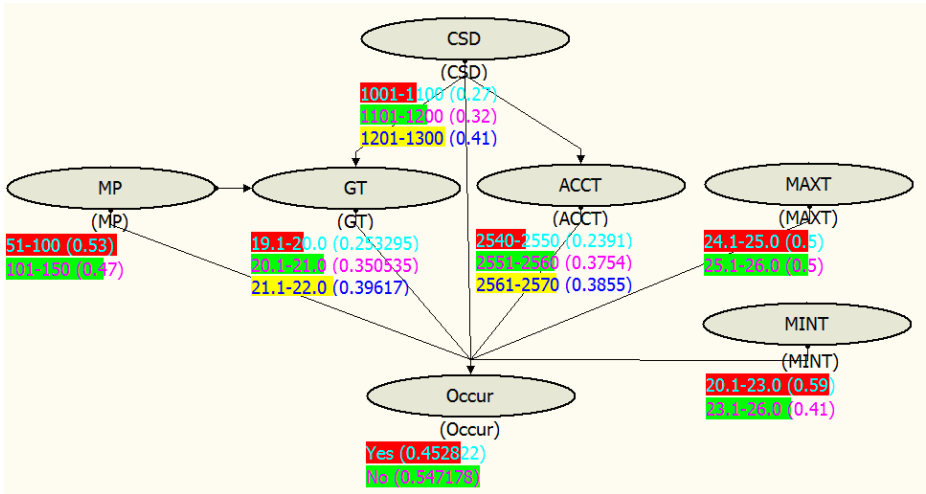 CSD
(CSD)
1001-1100 (0.27)
1101-1200 (0.32)
1201-1300 (0.41)
MP
(MP)
51-100 (0.53)
101-150 (0.47)
GT
(GT)
19.1-20.0 (0.253295)
20.1-21.0 (0.350535)
21.1-22.0 (0.39617)
ACCT
(ACCT)
2540-2550 (0.2391)
2551-2560 (0.3754)
2561-2570 (0.3855)
MAXT
(MAXT)
24.1-25.0 (0.5)
25.1-26.0 (0.5)
MINT
(MINT)
20.1-23.0 (0.59)
23.1-26.0 (0.41)
Occur
(Occur)
Yes (0.452822)
No (0.547178)